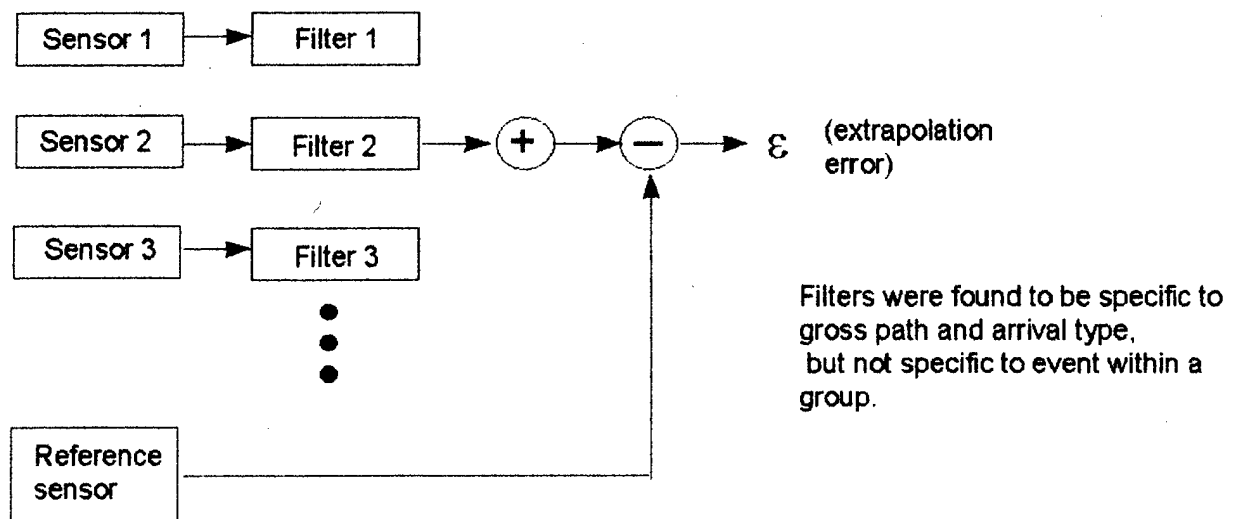 Sensor 1
Filter 1
Sensor 2
Filter 2
+
−
ε
(extrapolation
error)
Sensor 3
Filter 3
Filters were found to be specific to
gross path and arrival type,
but not specific to event within a
group.
Reference
sensor